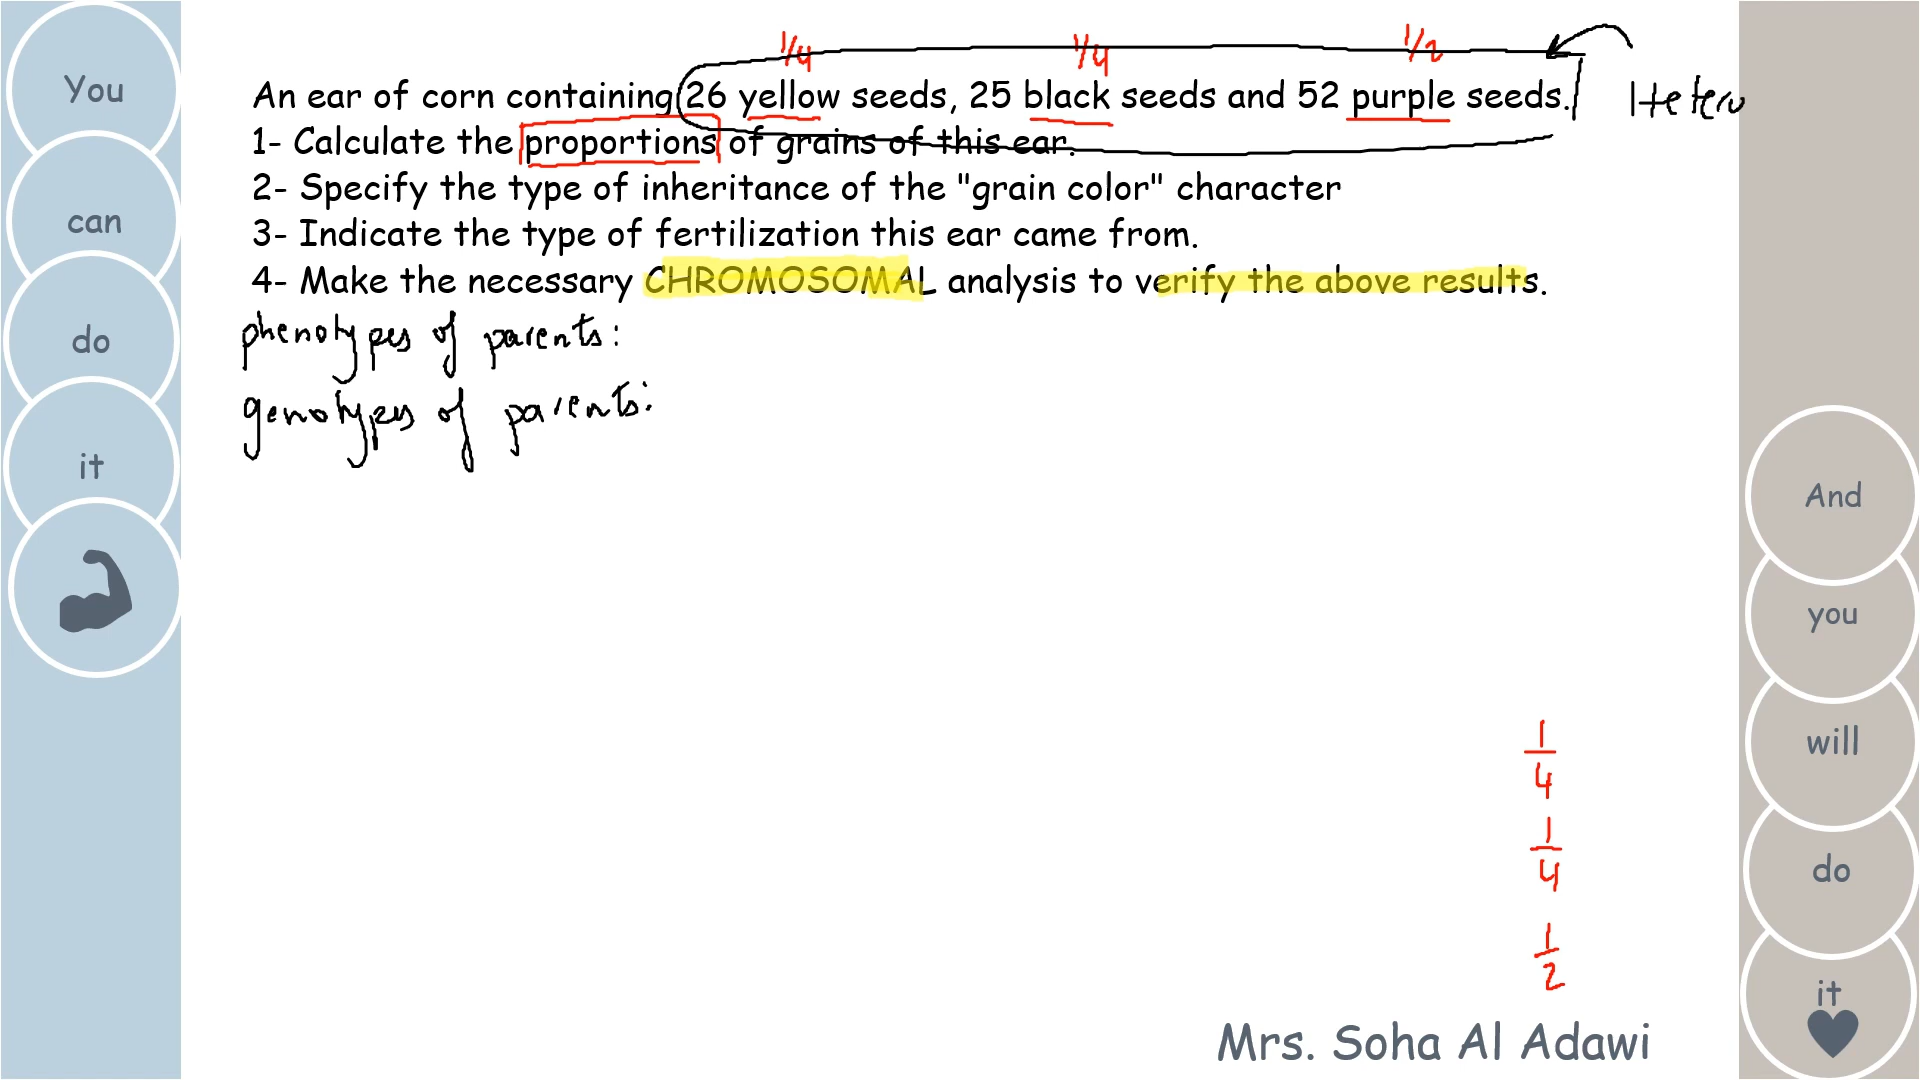 You
can
do
it
1/4 1/4 1/2
An ear of corn containing 26 yellow seeds, 25 black seeds and 52 purple seeds. Hetero
1- Calculate the proportions of grains of this ear.
2- Specify the type of inheritance of the "grain color" character
3- Indicate the type of fertilization this ear came from.
4- Make the necessary CHROMOSOMAL analysis to verify the above results.
phenotypes of parents:
genotypes of parents:
1/4
1/4
1/2
Mrs. Soha Al Adawi
And
you
will
do
it